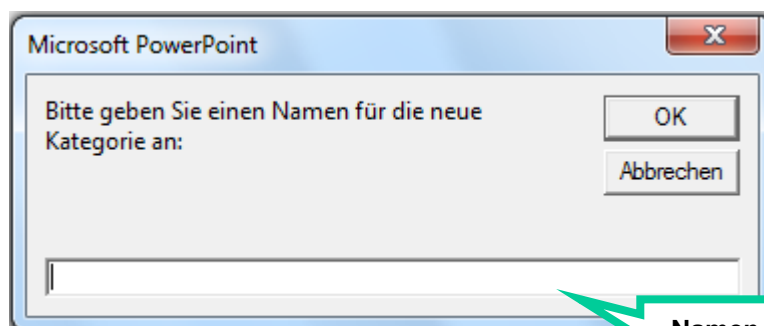 Microsoft PowerPoint
Bitte geben Sie einen Namen für die neue
Kategorie an:
OK
Abbrechen
Namen